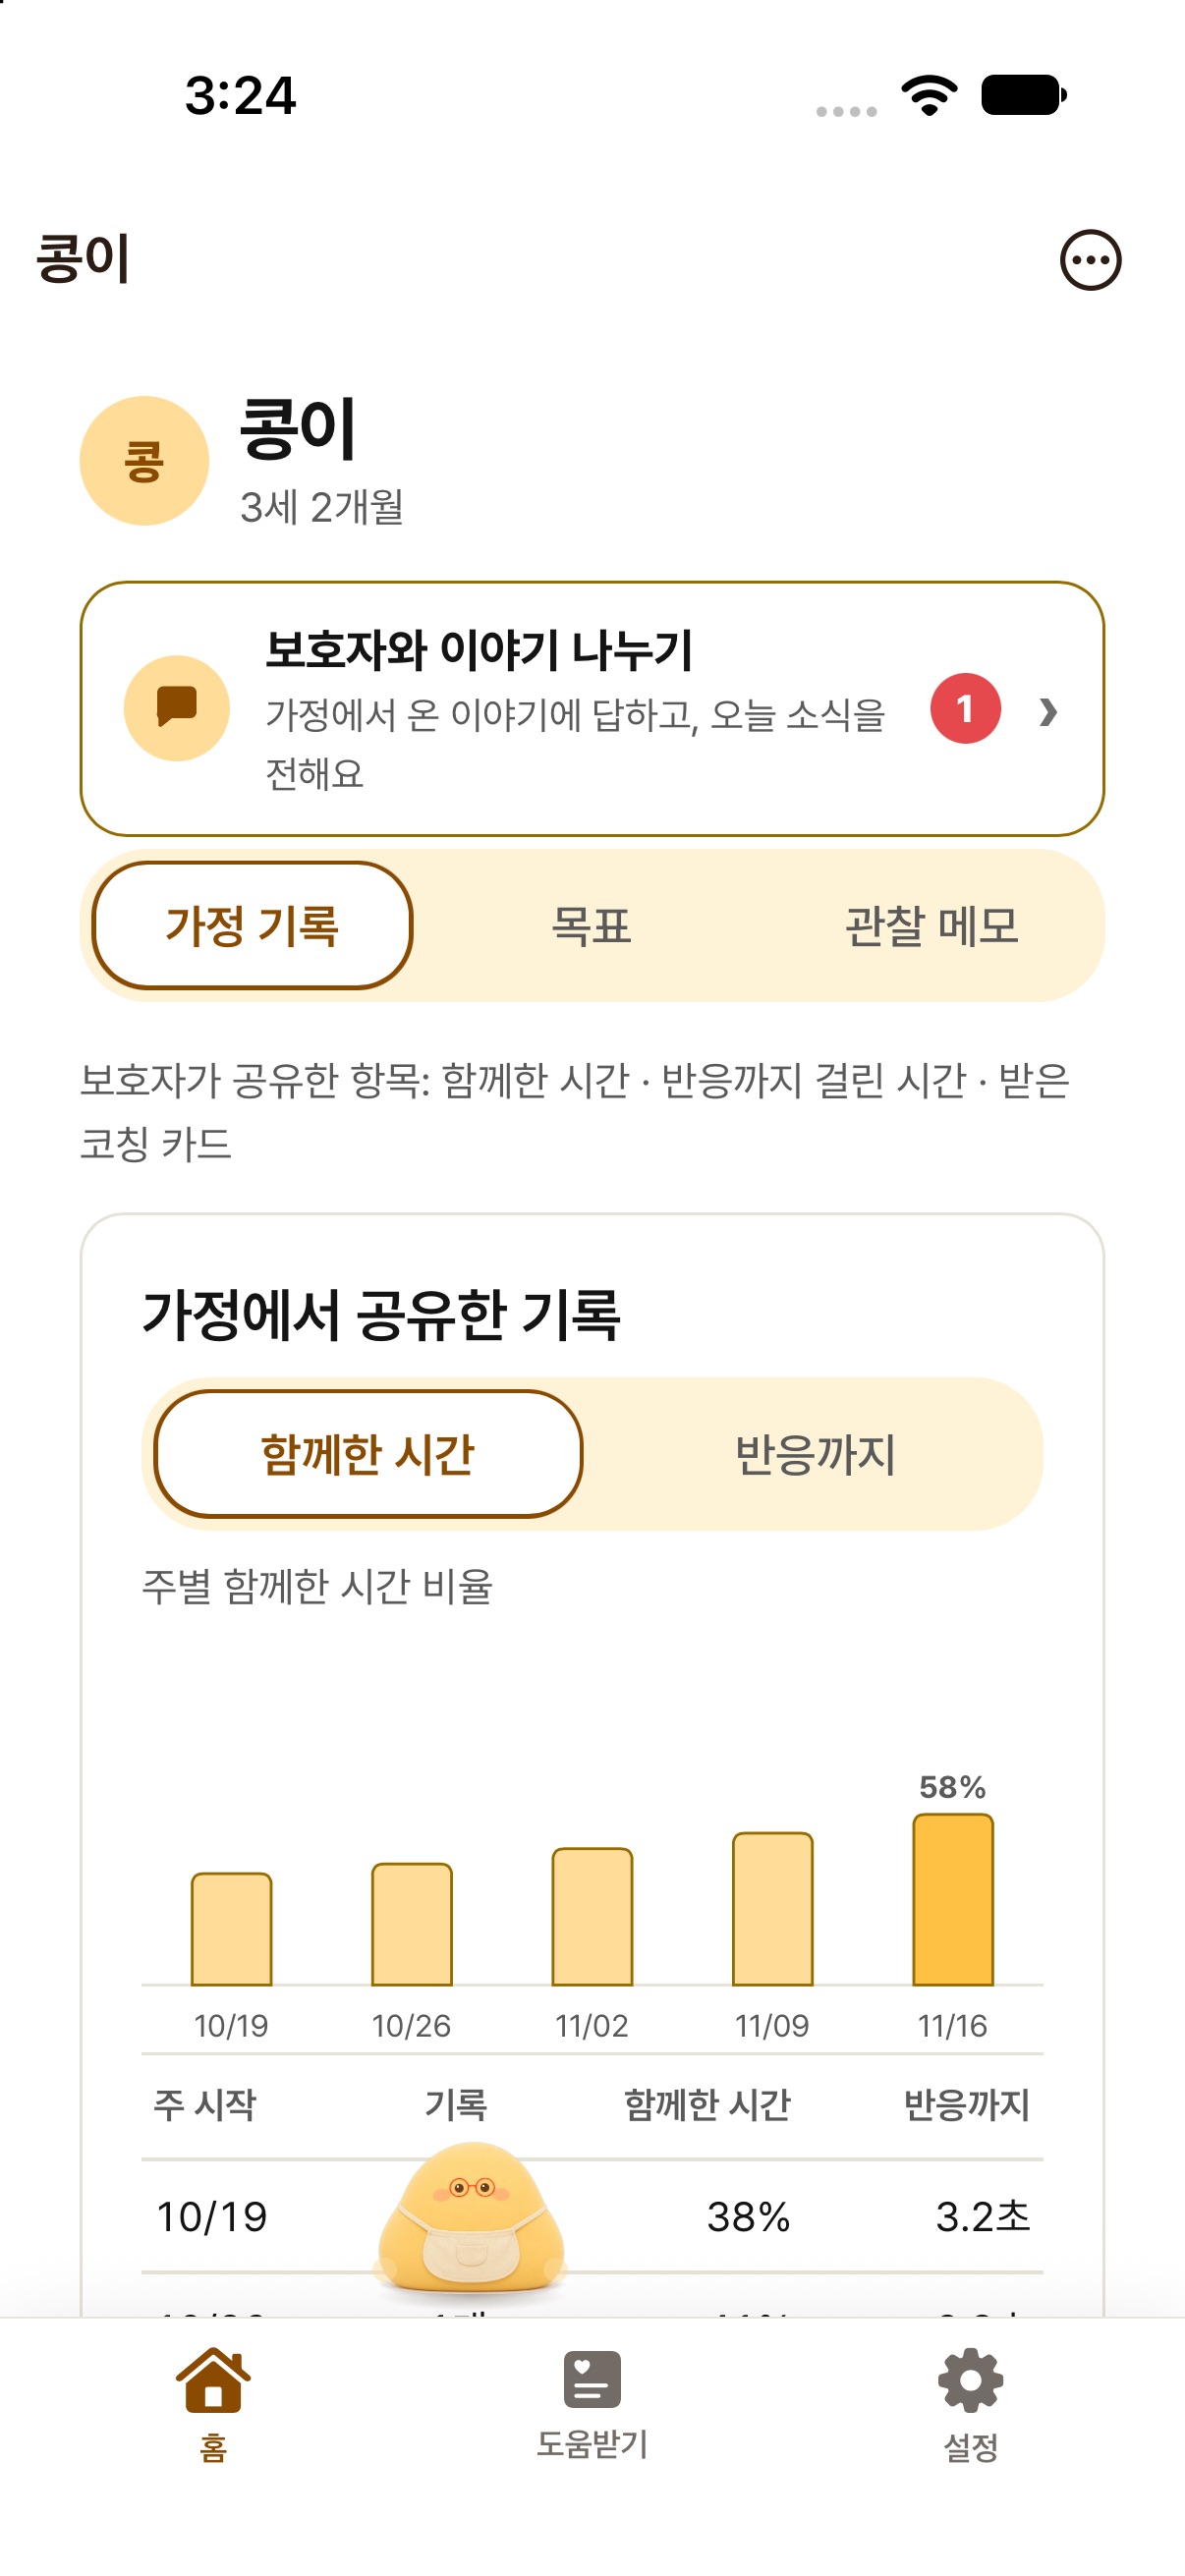 3:24
콩이
콩
콩이
3세 2개월
보호자와 이야기 나누기
가정에서 온 이야기에 답하고, 오늘 소식을
전해요
1
가정 기록
목표
관찰 메모
보호자가 공유한 항목: 함께한 시간 · 반응까지 걸린 시간 · 받은
코칭 카드
가정에서 공유한 기록
함께한 시간
반응까지
주별 함께한 시간 비율
58%
10/19
10/26
11/02
11/09
11/16
주 시작
기록
함께한 시간
반응까지
10/19
38%
3.2초
홈
도움받기
설정